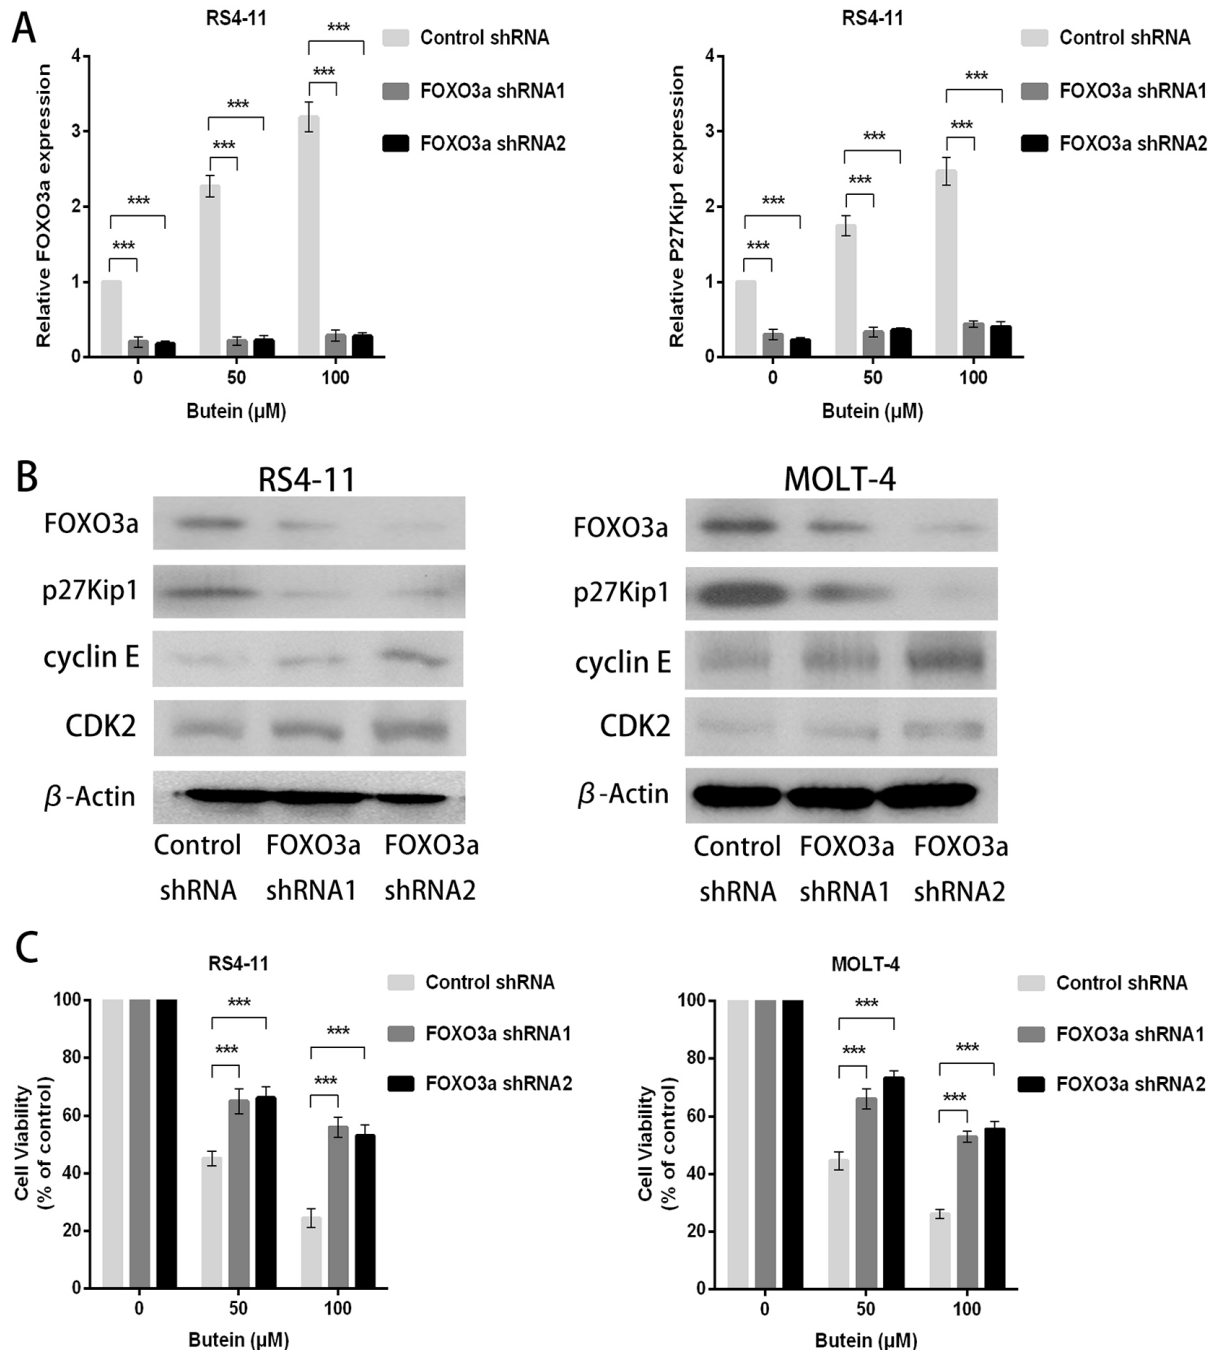 A
RS4-11
Control shRNA
FOXO3a shRNA1
FOXO3a shRNA2
Relative FOXO3a expression
4
3
2
1
0
***
***
***
***
***
***
0
50
100
Butein (μM)
RS4-11
Control shRNA
FOXO3a shRNA1
FOXO3a shRNA2
Relative P27Kip1 expression
4
3
2
1
0
***
***
***
***
***
***
0
50
100
Butein (μM)
B
RS4-11
FOXO3a
p27Kip1
cyclin E
CDK2
β-Actin
Control shRNA
FOXO3a shRNA1
FOXO3a shRNA2
MOLT-4
FOXO3a
p27Kip1
cyclin E
CDK2
β-Actin
Control shRNA
FOXO3a shRNA1
FOXO3a shRNA2
C
RS4-11
Control shRNA
FOXO3a shRNA1
FOXO3a shRNA2
Cell Viability
(% of control)
100
80
60
40
20
0
***
***
***
***
0
50
100
Butein (μM)
MOLT-4
Control shRNA
FOXO3a shRNA1
FOXO3a shRNA2
Cell Viability
(% of control)
100
80
60
40
20
0
***
***
***
***
0
50
100
Butein (μM)